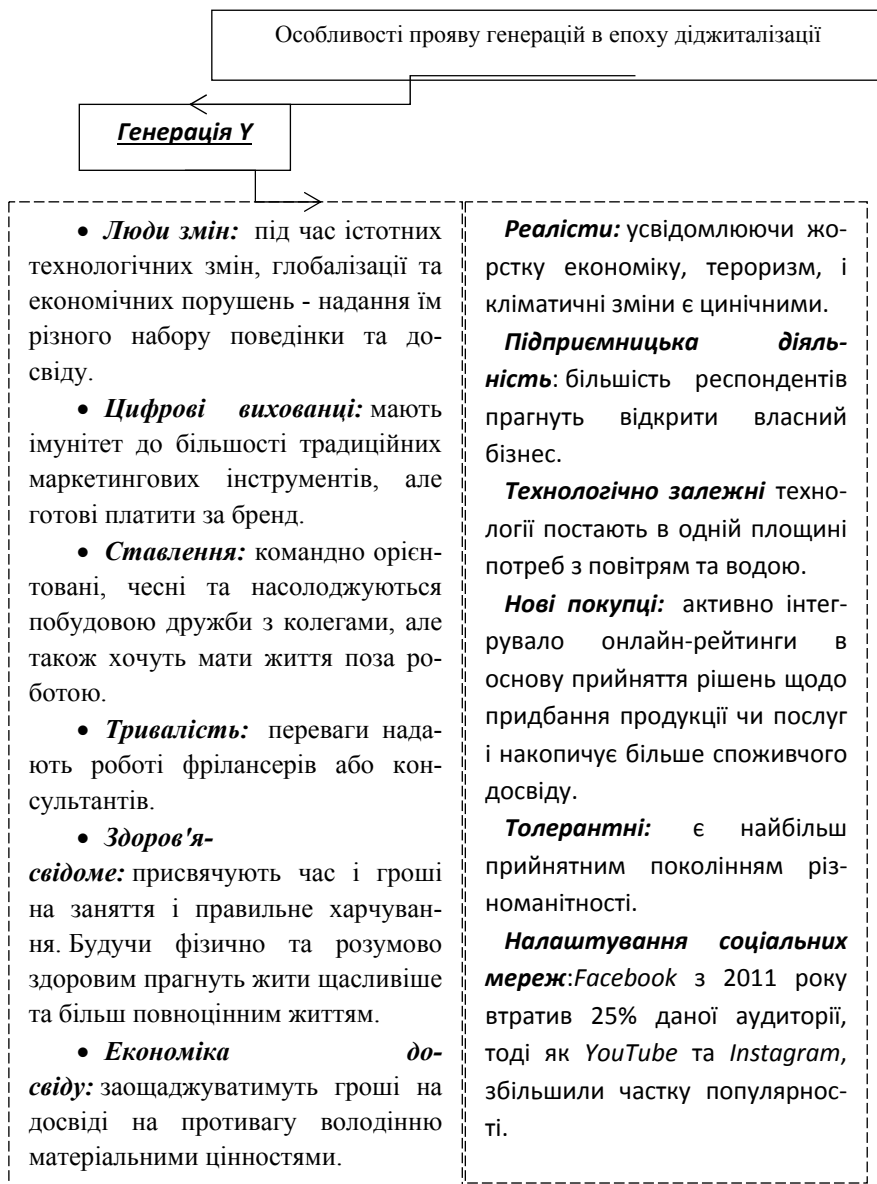 Особливості прояву генерацій в епоху діджиталізації
Генерація Y
• Люди змін: під час істотних
технологічних змін, глобалізації та
економічних порушень - надання їм
різного набору поведінки та до-
свіду.
• Цифрові вихованці: мають
імунітет до більшості традиційних
маркетингових інструментів, але
готові платити за бренд.
• Ставлення: командно орієн-
товані, чесні та насолоджуються
побудовою дружби з колегами, але
також хочуть мати життя поза ро-
ботою.
• Тривалість: переваги нада-
ють роботі фрілансерів або кон-
сультантів.
• Здоров'я-
свідоме: присвячують час і гроші
на заняття і правильне харчуван-
ня. Будучи фізично та розумово
здоровим прагнуть жити щасливіше
та більш повноцінним життям.
• Економіка до-
свіду: заощаджуватимуть гроші на
досвіді на противагу володінню
матеріальними цінностями.
Реалісти: усвідомлюючи жо-
рстку економіку, тероризм, і
кліматичні зміни є цинічними.
Підприємницька діяль-
ність: більшість респондентів
прагнуть відкрити власний
бізнес.
Технологічно залежні техно-
логії постають в одній площині
потреб з повітрям та водою.
Нові покупці: активно інтег-
рувало онлайн-рейтинги в
основу прийняття рішень щодо
придбання продукції чи послуг
і накопичує більше споживчого
досвіду.
Толерантні: є найбільш
прийнятним поколінням різ-
номанітності.
Налаштування соціальних
мереж:Facebook з 2011 року
втратив 25% даної аудиторії,
тоді як YouTube та Instagram,
збільшили частку популярнос-
ті.